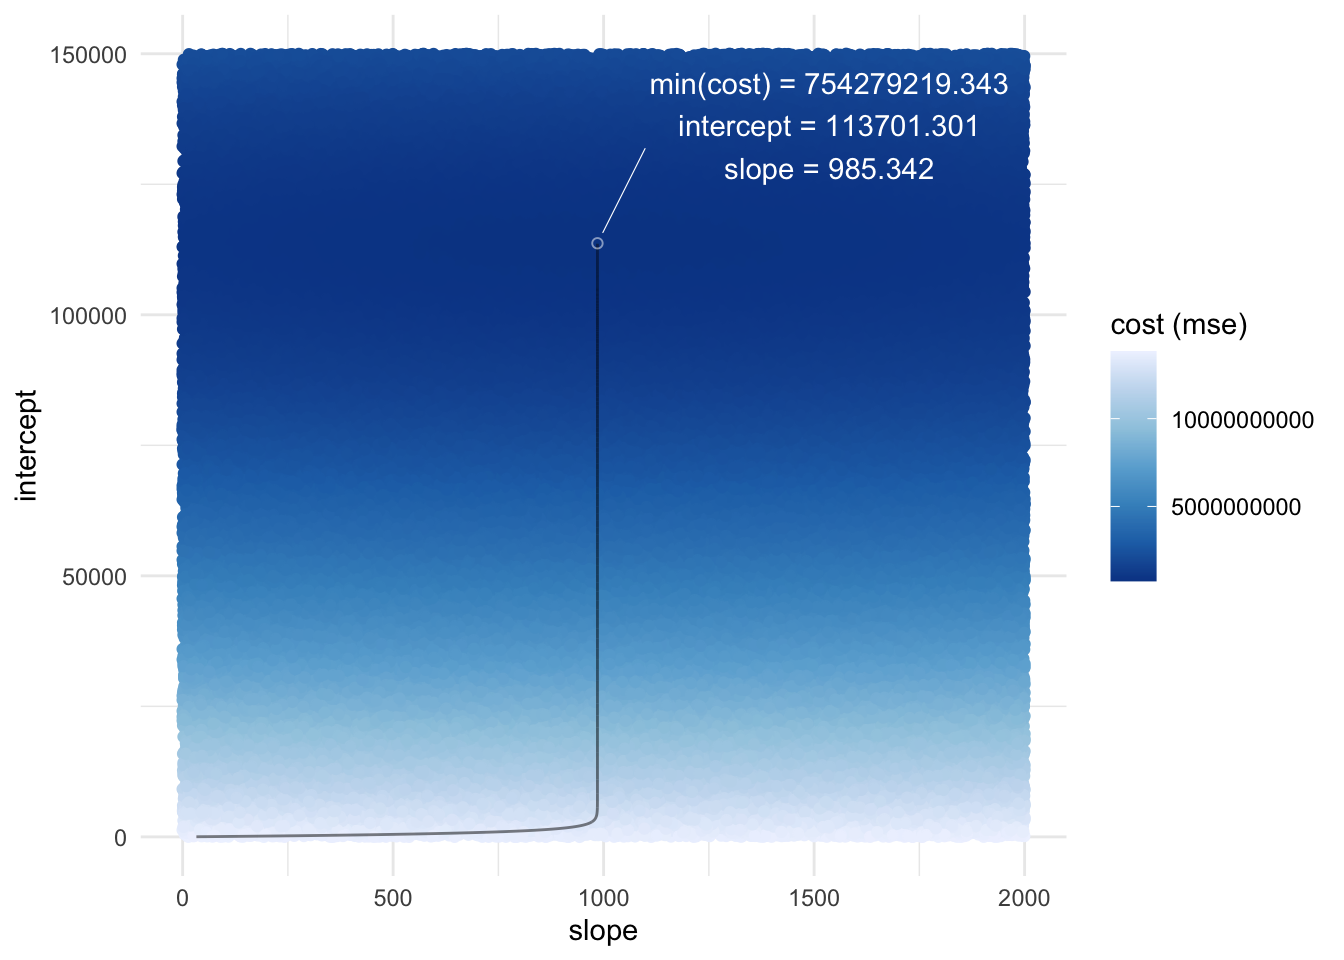 150000
100000
50000
0
intercept
min(cost) = 754279219.343
intercept = 113701.301
slope = 985.342
0
500
1000
1500
2000
slope
cost (mse)
10000000000
5000000000